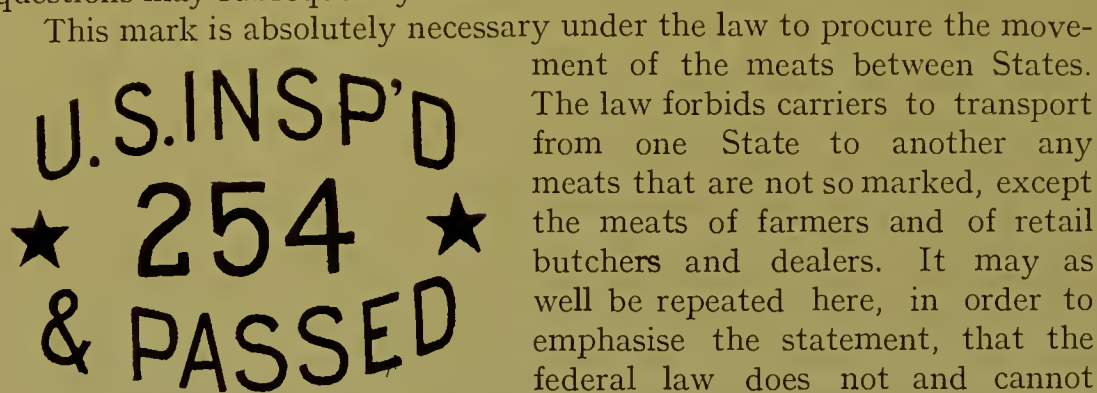 questions may subsequently
This mark is absolutely necessary under the law to procure the move-
ment of the meats between States.
The law forbids carriers to transport
from one State to another any
meats that are not so marked, except
the meats of farmers and of retail
butchers and dealers. It may as
well be repeated here, in order to
emphasise the statement, that the
federal law does not and cannot
U.S.INSP'D
★ 254 ★
& PASSED